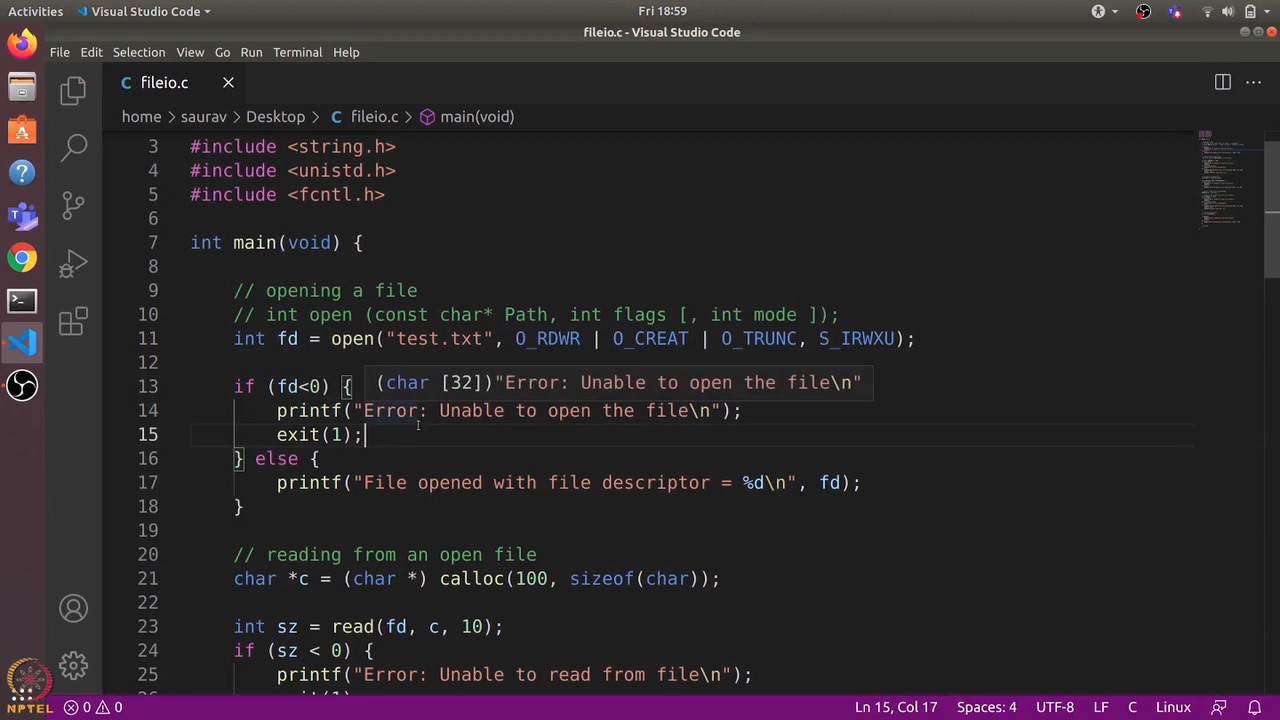 Activities Visual Studio Code Fri 18:59
fileio.c - Visual Studio Code
File Edit Selection View Go Run Terminal Help
C fileio.c
home > saurav > Desktop > C fileio.c > main(void)
3 #include <string.h>
4 #include <unistd.h>
5 #include <fcntl.h>
6
7 int main(void) {
8
9 // opening a file
10 // int open (const char* Path, int flags [, int mode ]);
11 int fd = open("test.txt", O_RDWR | O_CREAT | O_TRUNC, S_IRWXU);
12
13 if (fd<0) {
(char [32])"Error: Unable to open the file\n"
14 printf("Error: Unable to open the file\n");
15 exit(1);
16 } else {
17 printf("File opened with file descriptor = %d\n", fd);
18 }
19
20 // reading from an open file
21 char *c = (char *) calloc(100, sizeof(char));
22
23 int sz = read(fd, c, 10);
24 if (sz < 0) {
25 printf("Error: Unable to read from file\n");
NPTEL
0 0 Ln 15, Col 17 Spaces: 4 UTF-8 LF C Linux